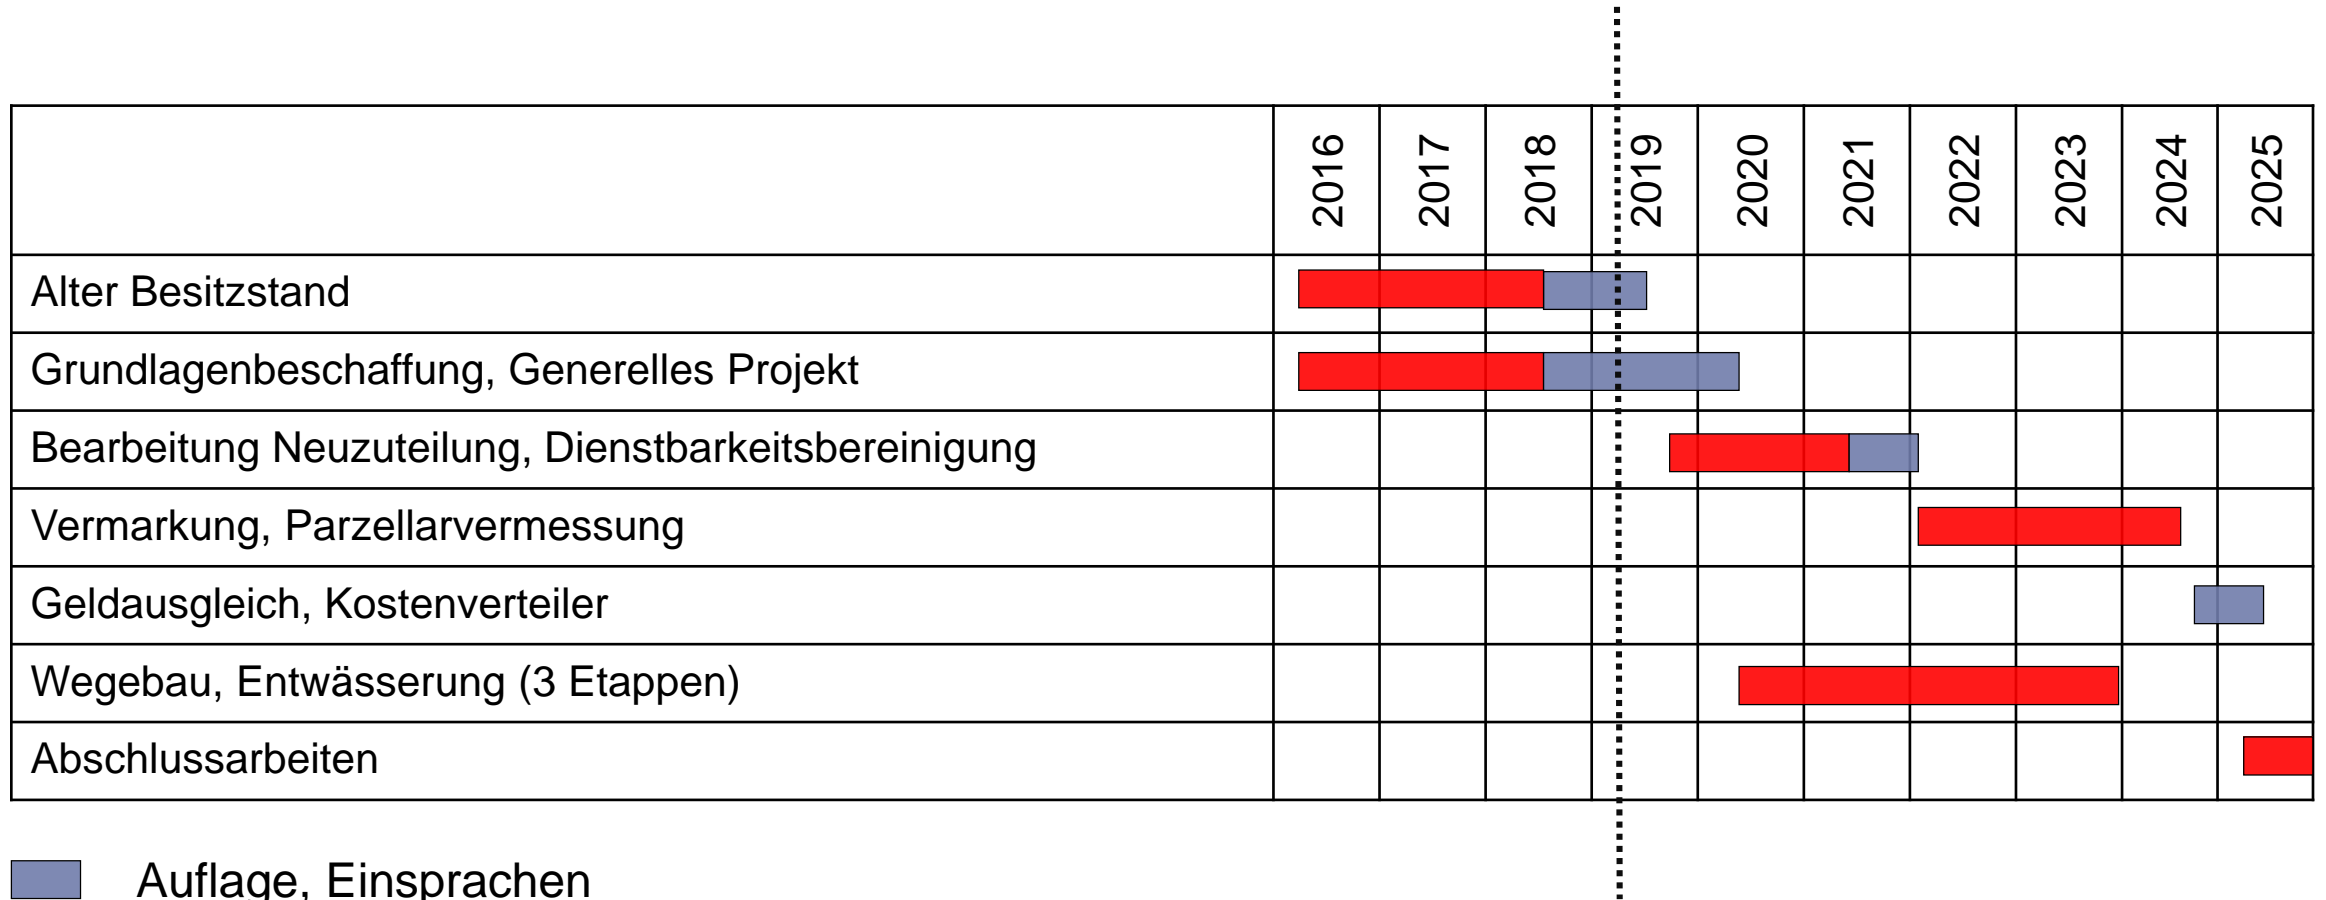 2016 2017 2018 2019 2020 2021 2022 2023 2024 2025
Alter Besitzstand
Grundlagenbeschaffung, Generelles Projekt
Bearbeitung Neuzuteilung, Dienstbarkeitsbereinigung
Vermarkung, Parzellarvermessung
Geldausgleich, Kostenverteiler
Wegebau, Entwässerung (3 Etappen)
Abschlussarbeiten
Auflage, Einsprachen